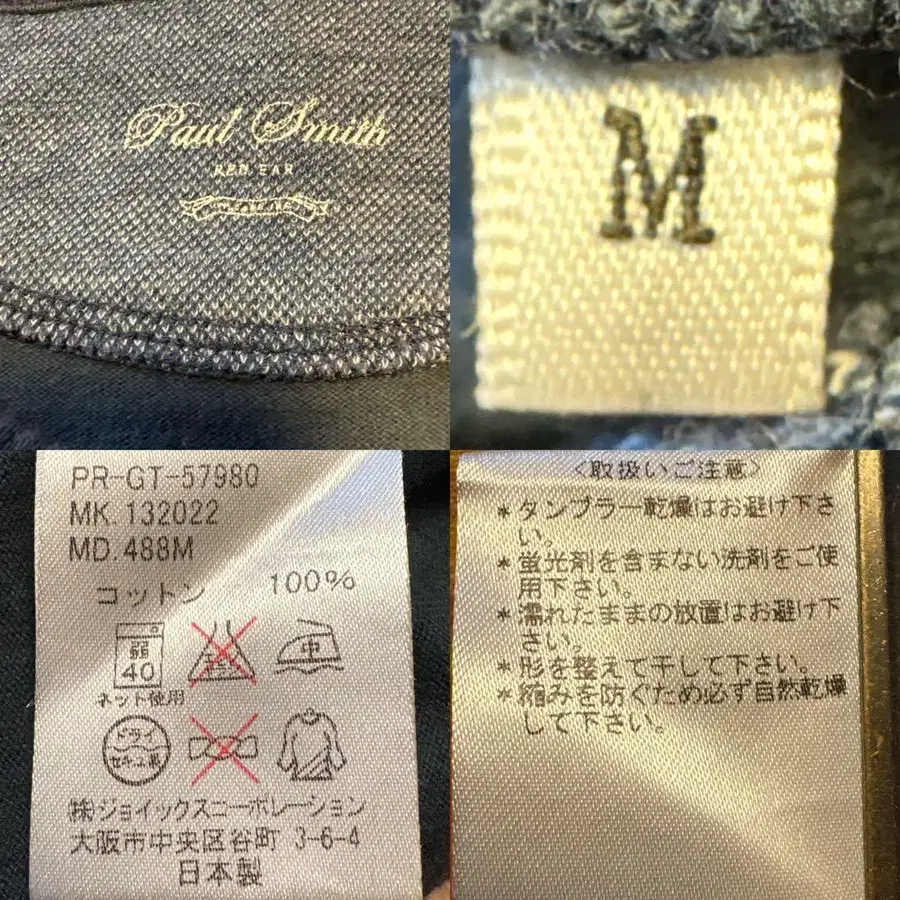 Paul Smith
RED EAR
M
PR-GT-57980
MK.132022
MD.488M
コットン 100%
弱
40
中
ネット使用
ドライ
セキユ系
(株)ジョイックスコーポレーション
大阪市中央区谷町 3-6-4
日本製
<取扱いご注意>
*タンブラー乾燥はお避け下さ
い。
*蛍光剤を含まない洗剤をご使
用下さい。
*濡れたままの放置はお避け下
さい。
*形を整えて干して下さい。
*縮みを防ぐため必ず自然乾燥
して下さい。